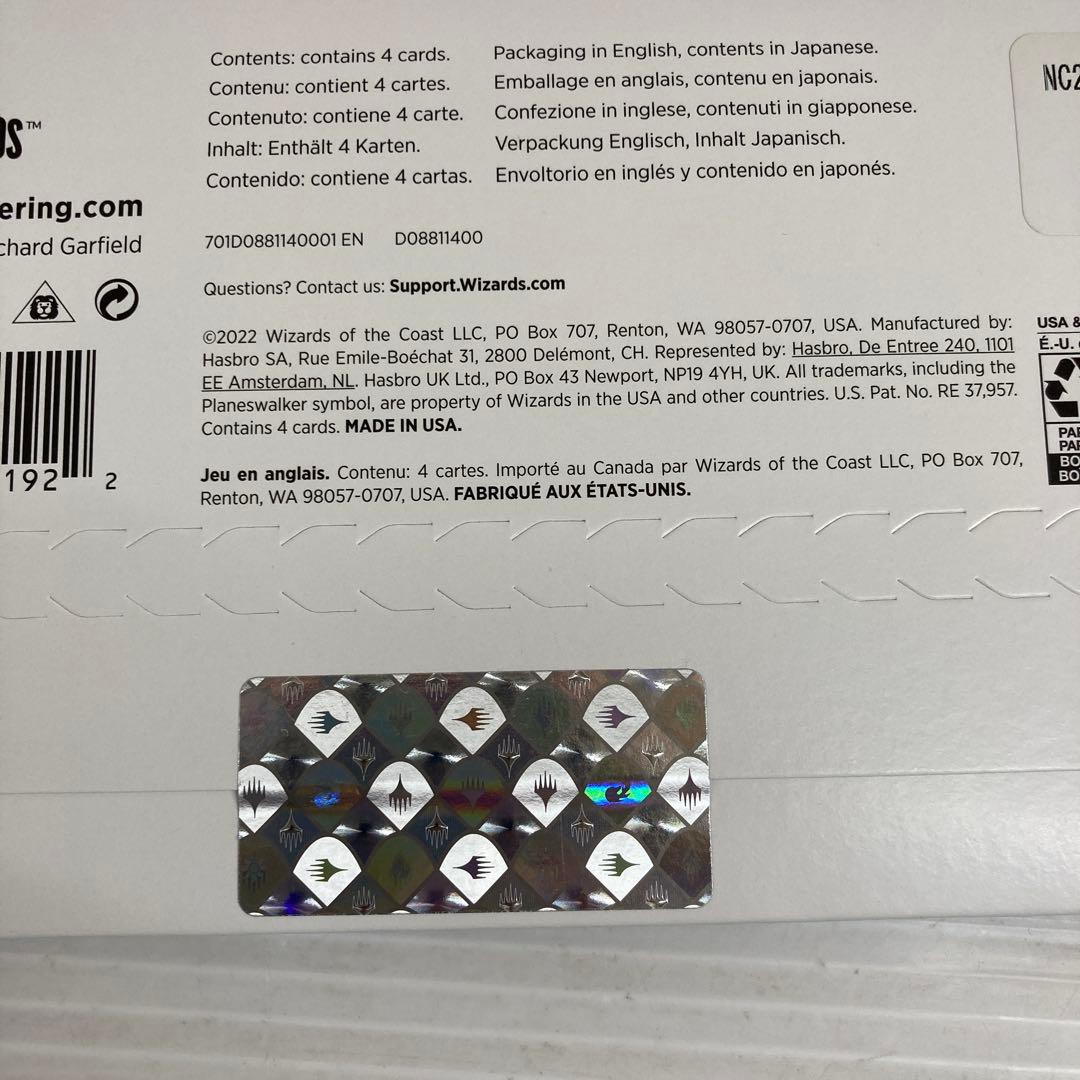 Contents: contains 4 cards.
Contenu: contient 4 cartes.
Contenuto: contiene 4 carte.
Inhalt: Enthält 4 Karten.
Contenido: contiene 4 cartas.
Packaging in English, contents in Japanese.
Emballage en anglais, contenu en japonais.
Confezione in inglese, contenuti in giapponese.
Verpackung Englisch, Inhalt Japanisch.
Envoltorio en inglés y contenido en japonés.
NC2
DS™
ering.com
chard Garfield
701D0881140001 EN D08811400
Questions? Contact us: Support.Wizards.com
©2022 Wizards of the Coast LLC, PO Box 707, Renton, WA 98057-0707, USA. Manufactured by:
Hasbro SA, Rue Emile-Boéchat 31, 2800 Delémont, CH. Represented by: Hasbro, De Entree 240, 1101
EE Amsterdam, NL. Hasbro UK Ltd., PO Box 43 Newport, NP19 4YH, UK. All trademarks, including the
Planeswalker symbol, are property of Wizards in the USA and other countries. U.S. Pat. No. RE 37,957.
Contains 4 cards. MADE IN USA.
Jeu en anglais. Contenu: 4 cartes. Importé au Canada par Wizards of the Coast LLC, PO Box 707,
Renton, WA 98057-0707, USA. FABRIQUÉ AUX ÉTATS-UNIS.
192 2
USA &
É.-U.
PAP
PAP
BO
BO